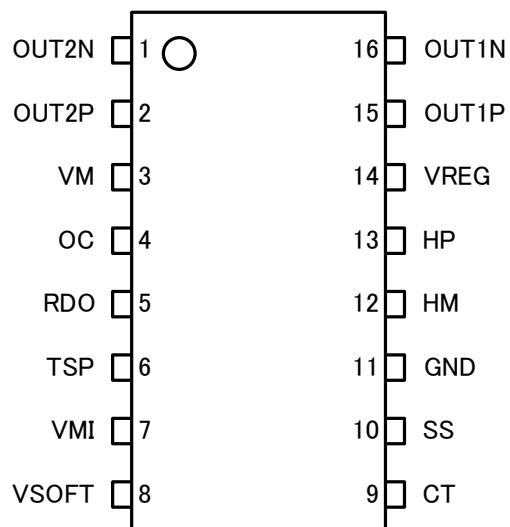 OUT2N 1 16 OUT1N
OUT2P 2 15 OUT1P
VM 3 14 VREG
OC 4 13 HP
RDO 5 12 HM
TSP 6 11 GND
VMI 7 10 SS
VSOFT 8 9 CT